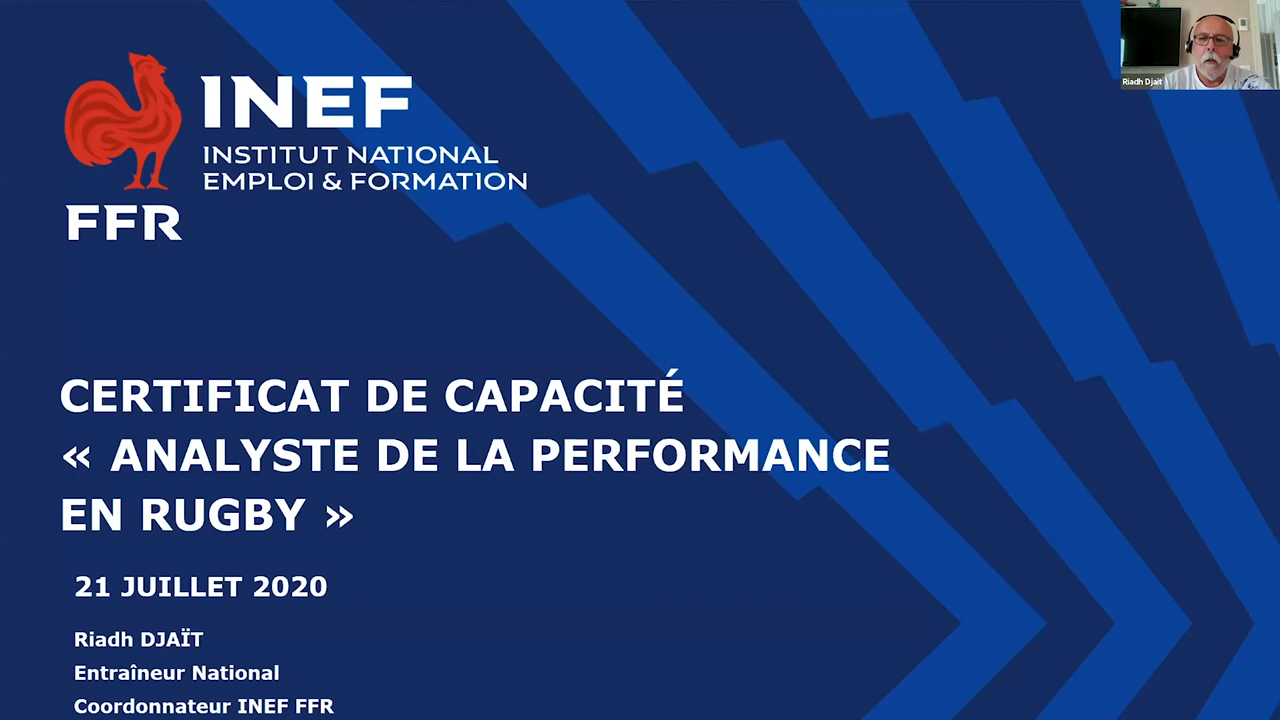 INEF
INSTITUT NATIONAL
EMPLOI & FORMATION
FFR
Riadh Djait
CERTIFICAT DE CAPACITÉ
« ANALYSTE DE LA PERFORMANCE
EN RUGBY »
21 JUILLET 2020
Riadh DJAÏT
Entraîneur National
Coordonnateur INEF FFR